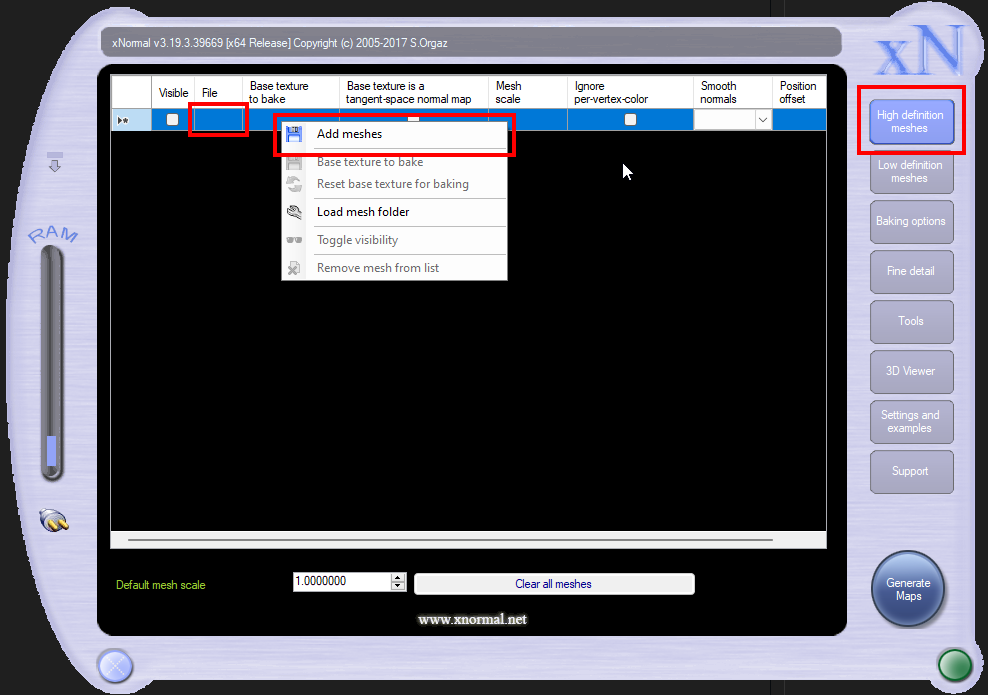 xNormal v3.19.3.39669 [x64 Release] Copyright (c) 2005-2017 S.Orgaz
xN
Visible
File
Base texture
to bake
Base texture is a
tangent-space normal map
Mesh
scale
Ignore
per-vertex-color
Smooth
normals
Position
offset
Add meshes
Base texture to bake
Reset base texture for baking
Load mesh folder
Toggle visibility
Remove mesh from list
RAM
High definition
meshes
Low definition
meshes
Baking options
Fine detail
Tools
3D Viewer
Settings and
examples
Support
Default mesh scale
1.0000000
Clear all meshes
Generate
Maps
www.xnormal.net